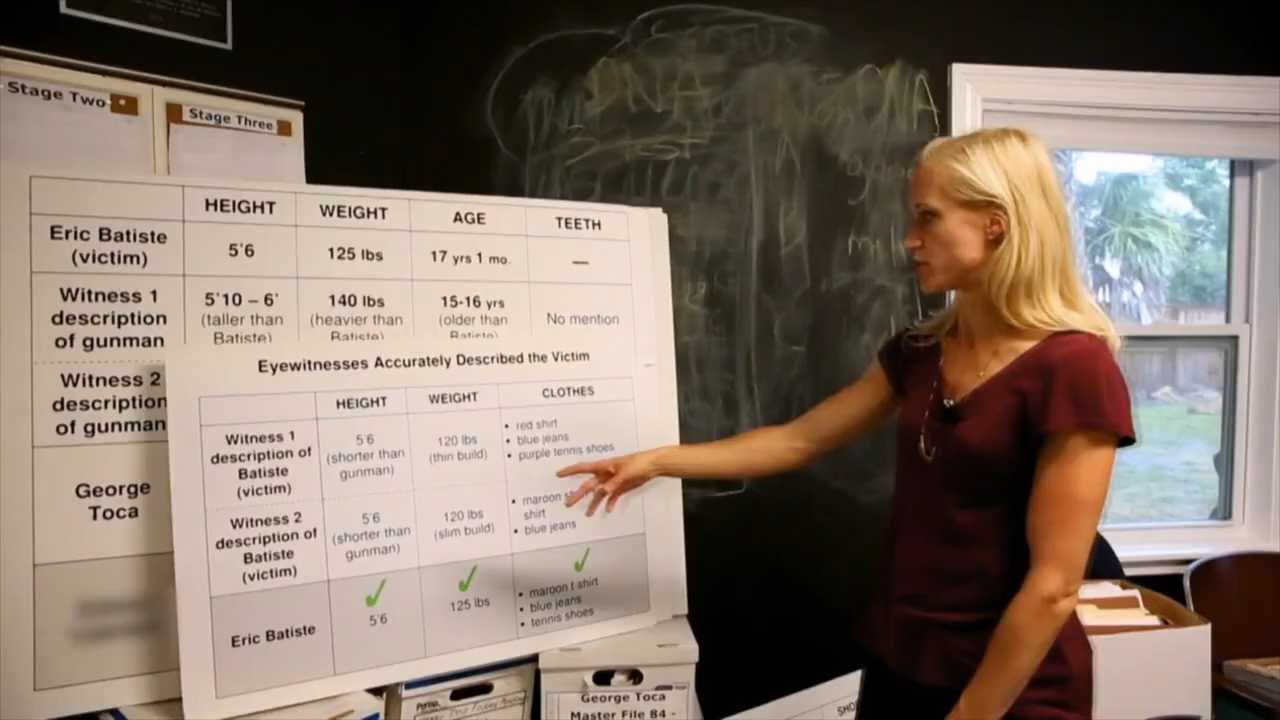 Stage Two
Stage Three
HEIGHT WEIGHT AGE TEETH
Eric Batiste (victim) 5'6 125 lbs 17 yrs 1 mo. —
Witness 1 description of gunman 5'10 – 6' (taller than Batiste) 140 lbs (heavier than Batiste) 15-16 yrs (older than Batiste) No mention
Witness 2 description of gunman
George Toca
Eyewitnesses Accurately Described the Victim
HEIGHT WEIGHT CLOTHES
Witness 1 description of Batiste (victim) 5'6 (shorter than gunman) 120 lbs (thin build) • red shirt • blue jeans • purple tennis shoes
Witness 2 description of Batiste (victim) 5'6 (shorter than gunman) 120 lbs (slim build) • maroon shirt • blue jeans
Eric Batiste ✓ 5'6 ✓ 125 lbs ✓ • maroon t-shirt • blue jeans • tennis shoes
George Toca
Master File 84 -
DNA
Non DNA
SHO